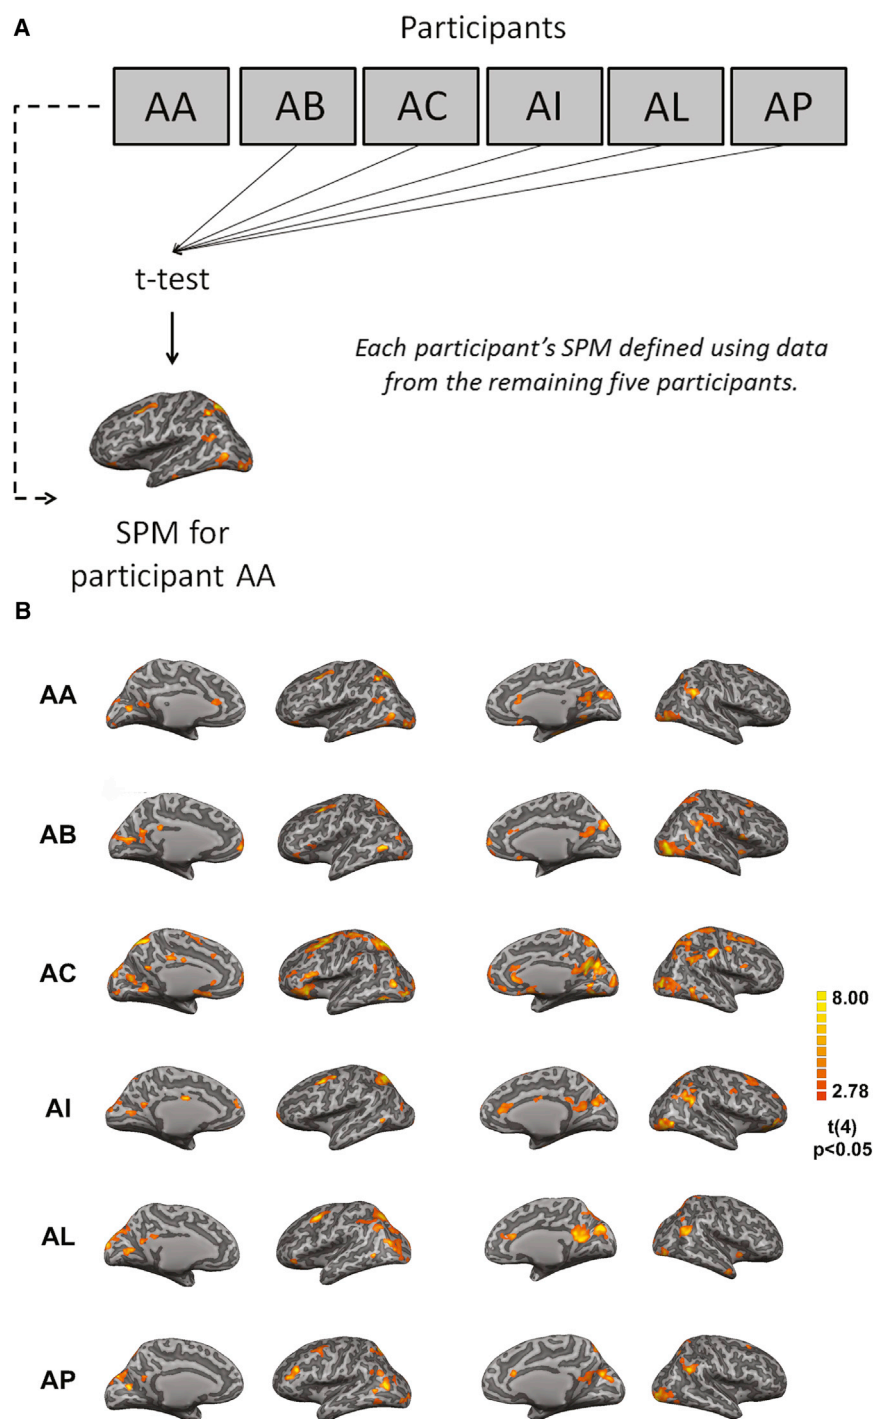 A
Participants
AA AB AC AI AL AP
t-test
Each participant's SPM defined using data
from the remaining five participants.
SPM for
participant AA
B
AA
AB
AC
8.00
AI
2.78
t(4)
p<0.05
AL
AP